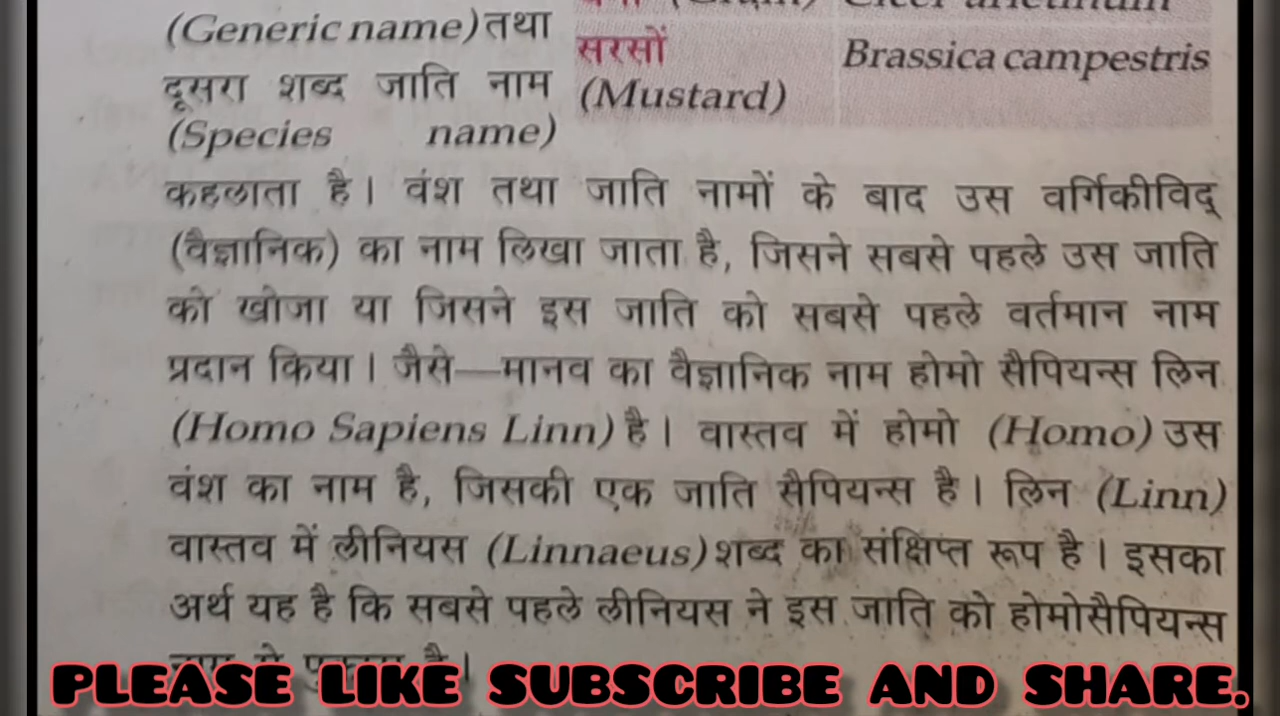 (Generic name) तथा
दूसरा शब्द जाति नाम
(Species name)
सरसों Brassica campestris
(Mustard)
कहलाता है। वंश तथा जाति नामों के बाद उस वर्गिकीविद्
(वैज्ञानिक) का नाम लिखा जाता है, जिसने सबसे पहले उस जाति
को खोजा या जिसने इस जाति को सबसे पहले वर्तमान नाम
प्रदान किया। जैसे—मानव का वैज्ञानिक नाम होमो सैपियन्स लिन
(Homo Sapiens Linn) है। वास्तव में होमो (Homo) उस
वंश का नाम है, जिसकी एक जाति सैपियन्स है। लिन (Linn)
वास्तव में लीनियस (Linnaeus) शब्द का संक्षिप्त रूप है। इसका
अर्थ यह है कि सबसे पहले लीनियस ने इस जाति को होमोसैपियन्स
PLEASE LIKE SUBSCRIBE AND SHARE.